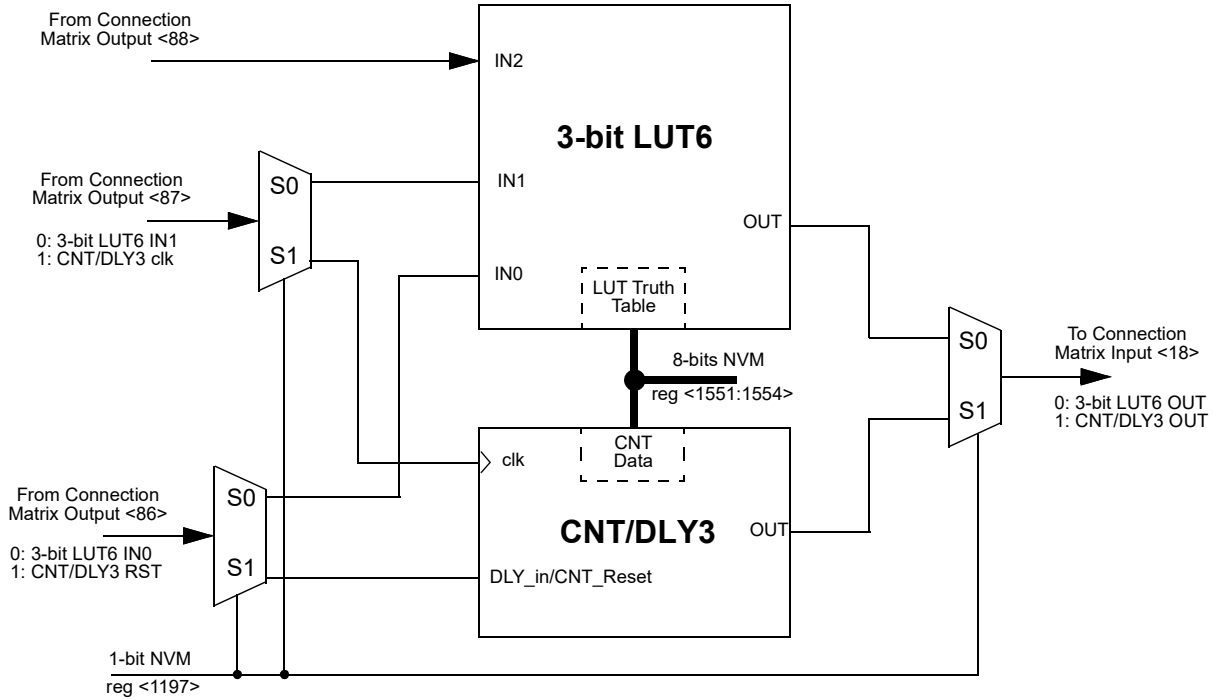 From Connection
Matrix Output <88>
IN2
3-bit LUT6
From Connection
Matrix Output <87>
S0
IN1
0: 3-bit LUT6 IN1
1: CNT/DLY3 clk
S1
OUT
IN0
LUT Truth
Table
8-bits NVM
reg <1551:1554>
S0
To Connection
Matrix Input <18>
S1
0: 3-bit LUT6 OUT
1: CNT/DLY3 OUT
clk
CNT
Data
From Connection
Matrix Output <86>
S0
CNT/DLY3
OUT
0: 3-bit LUT6 IN0
1: CNT/DLY3 RST
S1
DLY_in/CNT_Reset
1-bit NVM
reg <1197>